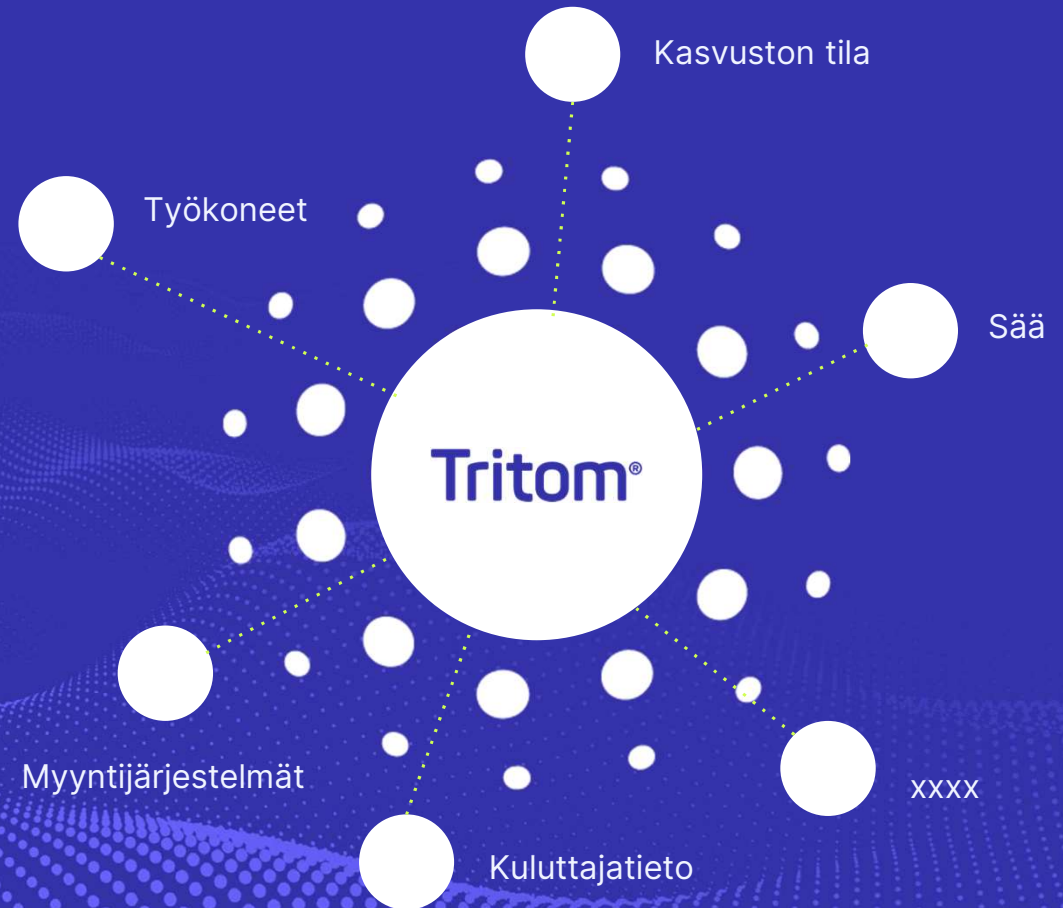 Kasvuston tila
Työkoneet
Sää
Tritom®
Myyntijärjestelmät
xxxx
Kuluttajatieto